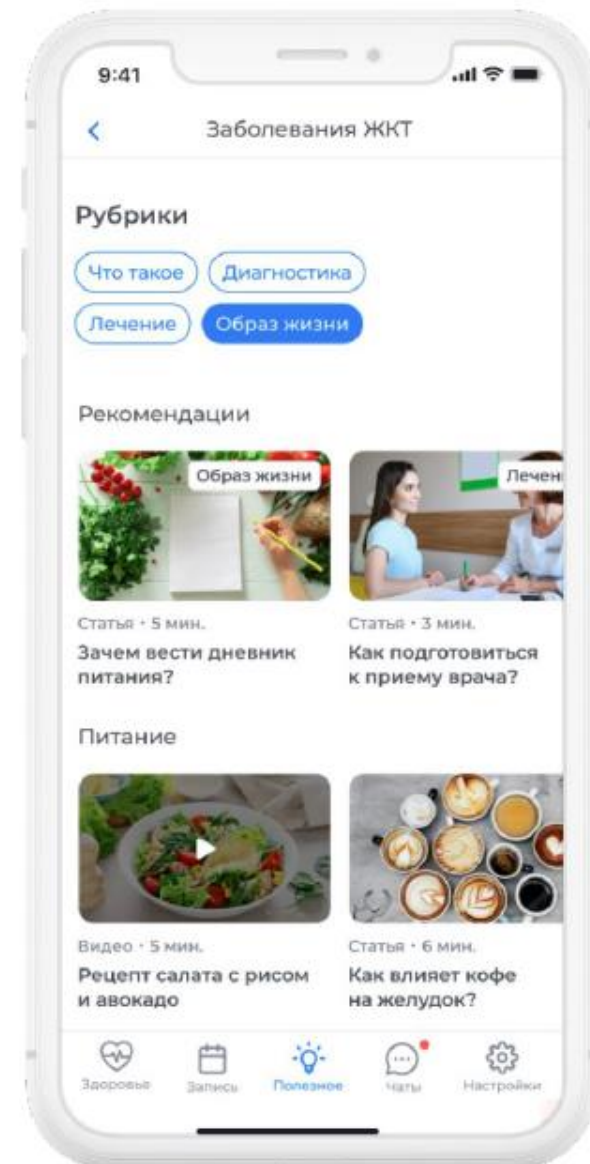 9:41
Заболевания ЖКТ
Рубрики
Что такое
Диагностика
Лечение
Образ жизни
Рекомендации
Образ жизни
Лечен
Статья · 5 мин.
Зачем вести дневник
питания?
Статья · 3 мин.
Как подготовиться
к приему врача?
Питание
Видео · 5 мин.
Рецепт салата с рисом
и авокадо
Статья · 6 мин.
Как влияет кофе
на желудок?
Здоровье
Запись
Полезное
Чаты
Настройки